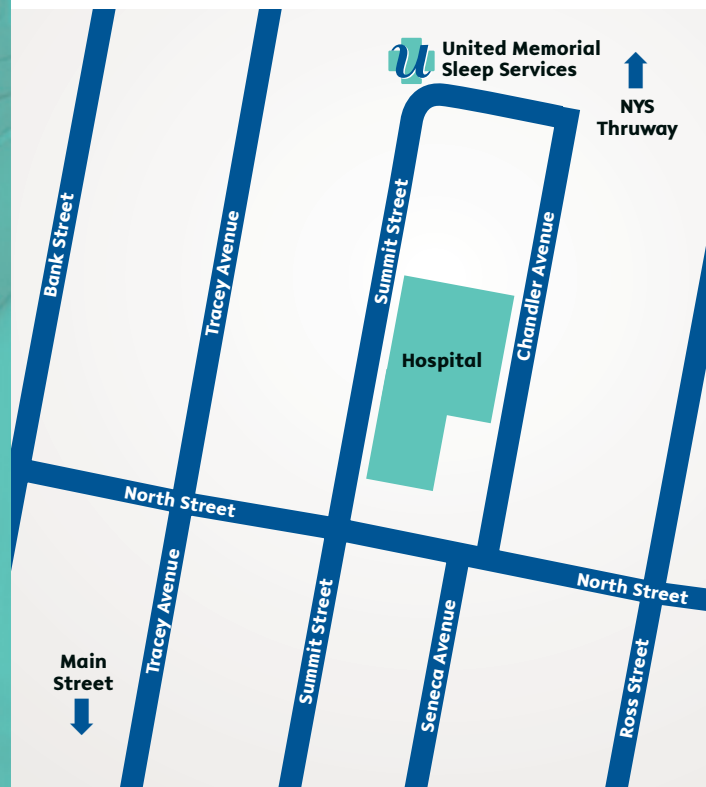 u United Memorial
Sleep Services
NYS
Thruway
Bank Street
Tracey Avenue
Summit Street
Chandler Avenue
Hospital
North Street
North Street
Tracey Avenue
Summit Street
Seneca Avenue
Ross Street
Main
Street